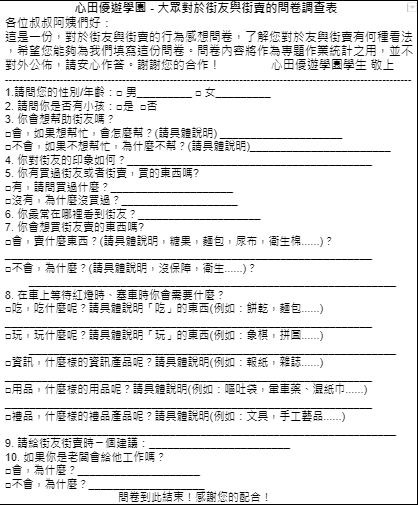 心田優遊學園 - 大眾對於街友與街賣的問卷調查表
各位叔叔阿姨們好：
這是一份，對於街友與街賣的行為感想問卷，了解您對於友與街賣有何種看法
，希望您能夠為我們填寫這份問卷。問卷內容將作為專題作業統計之用，並不
對外公佈，請安心作答。謝謝您的合作！ 心田優遊學園學生 敬上
1.請問您的性別/年齡：□ 男________ □ 女________
2. 請問你是否有小孩：□是 □否
3. 你會想幫助街友嗎？
□會，如果想幫忙，會怎麼幫？(請具體說明) ____________________
□不會，如果不想幫忙，為什麼不幫？(請具體說明)____________________
4. 你對街友的印象如何？____________________
5. 你有買過街友或者街賣，買的東西嗎?
□有，請問買過什麼？____________________
□沒有，為什麼沒買過？____________________
6. 你最常在哪裡看到街友？____________________
7. 你會想買街友賣的東西嗎?
□會，賣什麼東西？(請具體說明，糖果，麵包，尿布，衛生棉......)？
____________________
□不會，為什麼？(請具體說明，沒保障，衛生......)？
____________________
8. 在車上等待紅燈時、塞車時你會需要什麼？
□吃，吃什麼呢？請具體說明「吃」的東西(例如：餅乾，麵包......)
____________________
□玩，玩什麼呢？請具體說明「玩」的東西(例如：象棋，拼圖......)
____________________
□資訊，什麼樣的資訊產品呢？請具體說明(例如：報紙，雜誌......)
____________________
□用品，什麼樣的用品呢？請具體說明(例如：嘔吐袋，暈車藥、濕紙巾......)
____________________
□禮品，什麼樣的禮品產品呢？請具體說明(例如：文具，手工藝品......)
____________________
9. 請給街友街賣時一個建議：____________________
10. 如果你是老闆會給他工作嗎？
□會，為什麼？____________________
□不會，為什麼？____________________
問卷到此結束！感謝您的配合！